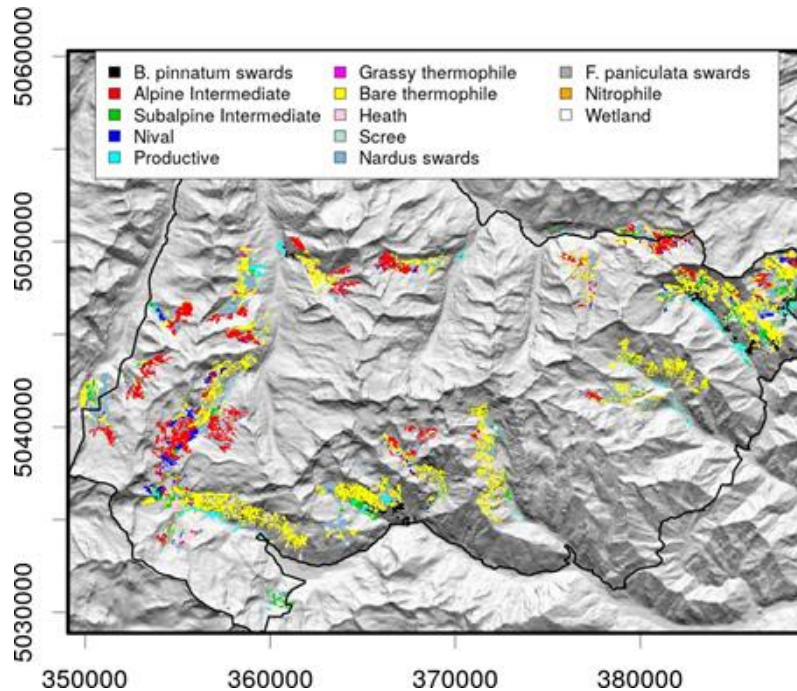 5060000
B. pinnatum swards
Alpine Intermediate
Subalpine Intermediate
Nival
Productive
Grassy thermophile
Bare thermophile
Heath
Scree
Nardus swards
F. paniculata swards
Nitrophile
Wetland
5050000
5040000
5030000
350000 360000 370000 380000